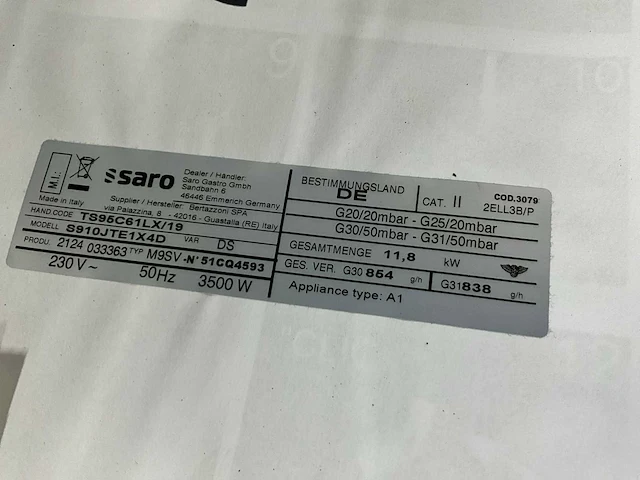 M.I.:
saro
Dealer / Händler:
Saro Gastro Gmbh
Sandbahn 6
46446 Emmerich Germany
Made in Italy
Supplier / Hersteller: Bertazzoni SPA
via Palazzina, 8 - 42016 - Guastalla (RE) Italy
HAND.CODE TS95C61LX/19
MODELL S910JTE1X4D VAR DS
PRODU. 2124 033363 TYP M9SV -N° 51CQ4593
230 V~ 50Hz 3500 W
BESTIMMUNGSLAND
DE
CAT. II
COD.3079
2ELL3B/P
G20/20mbar - G25/20mbar
G30/50mbar - G31/50mbar
GESAMTMENGE 11,8 kW
GES. VER. G30 864 g/h G31 838 g/h
Appliance type: A1